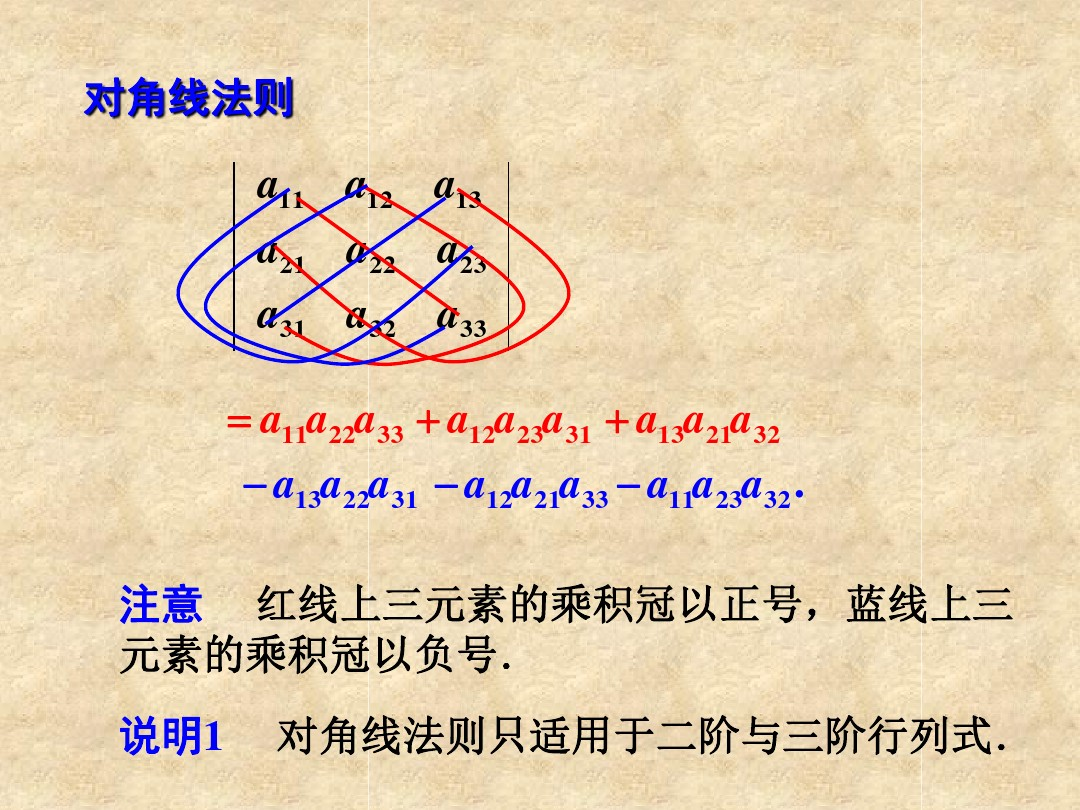 对角线法则
a₁₁ a₁₂ a₁₃
a₂₁ a₂₂ a₂₃
a₃₁ a₃₂ a₃₃
=a₁₁a₂₂a₃₃+a₁₂a₂₃a₃₁+a₁₃a₂₁a₃₂
−a₁₃a₂₂a₃₁−a₁₂a₂₁a₃₃−a₁₁a₂₃a₃₂.
注意 红线上三元素的乘积冠以正号，蓝线上三
元素的乘积冠以负号．
说明1 对角线法则只适用于二阶与三阶行列式．